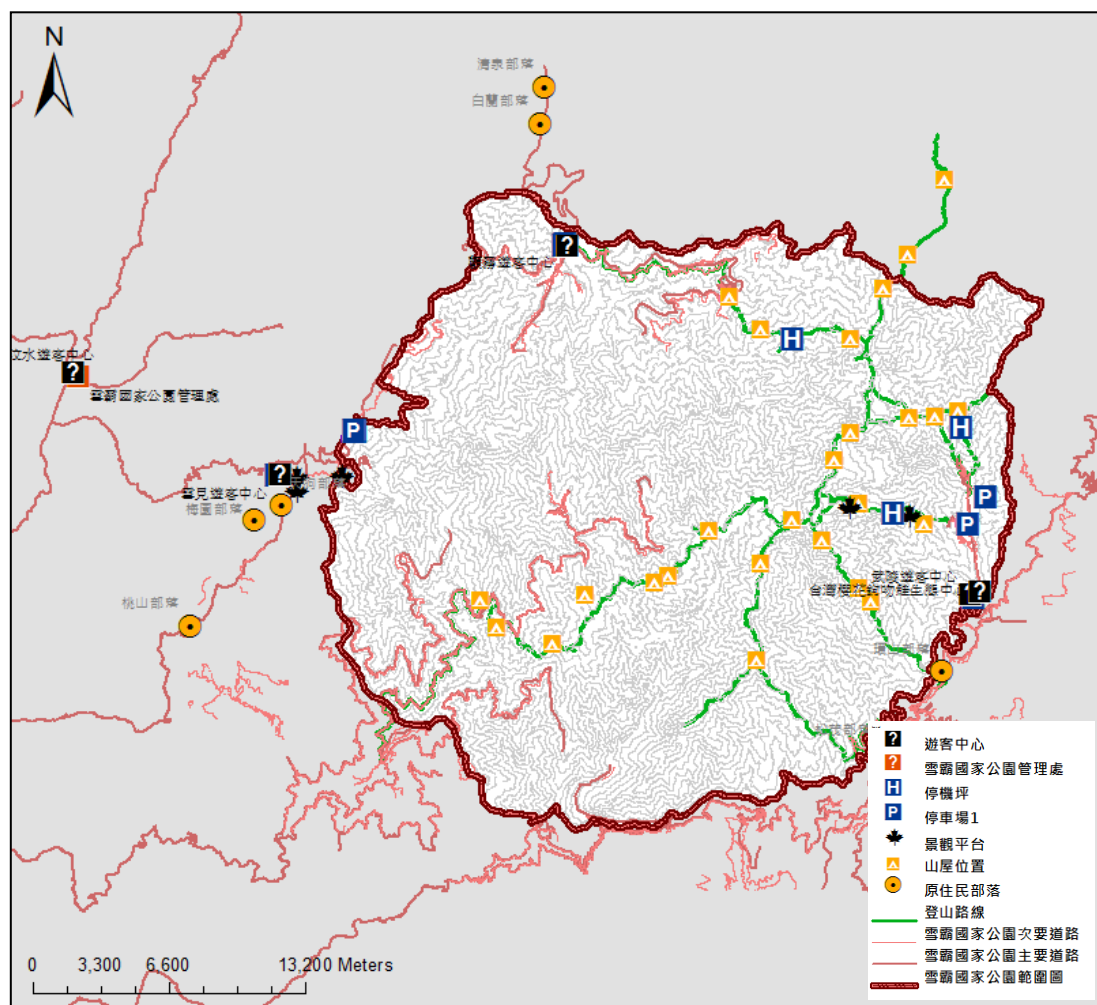 N
清泉部落
白蘭部落
觀霧遊客中心
汶水遊客中心
雪霸國家公園管理處
雪見遊客中心
梅園部落
桃山部落
武陵遊客中心
台灣櫻花鉤吻鮭生態中心
環山部落
遊客中心
雪霸國家公園管理處
停機坪
停車場1
景觀平台
山屋位置
原住民部落
登山路線
雪霸國家公園次要道路
雪霸國家公園主要道路
雪霸國家公園範圍圖
0 3,300 6,600 13,200 Meters